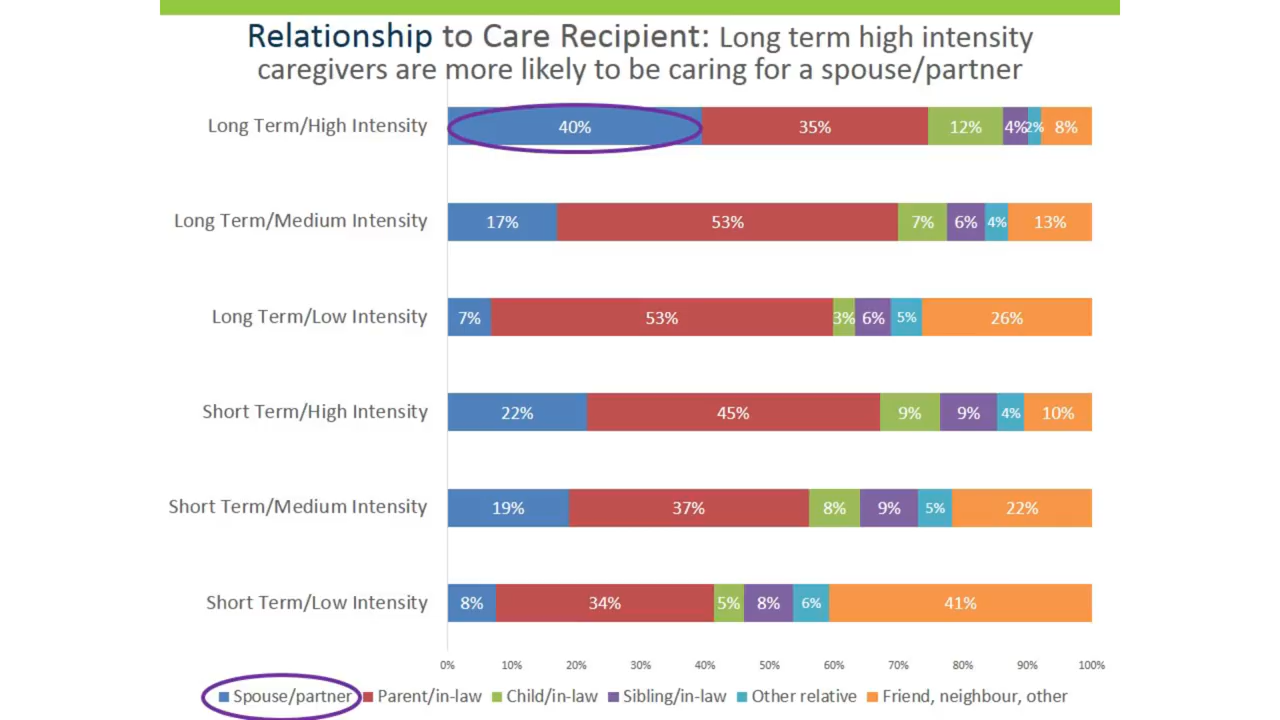 Relationship to Care Recipient: Long term high intensity
caregivers are more likely to be caring for a spouse/partner
Long Term/High Intensity 40% 35% 12% 4% 2% 8%
Long Term/Medium Intensity 17% 53% 7% 6% 4% 13%
Long Term/Low Intensity 7% 53% 3% 6% 5% 26%
Short Term/High Intensity 22% 45% 9% 9% 4% 10%
Short Term/Medium Intensity 19% 37% 8% 9% 5% 22%
Short Term/Low Intensity 8% 34% 5% 8% 6% 41%
0% 10% 20% 30% 40% 50% 60% 70% 80% 90% 100%
Spouse/partner Parent/in-law Child/in-law Sibling/in-law Other relative Friend, neighbour, other